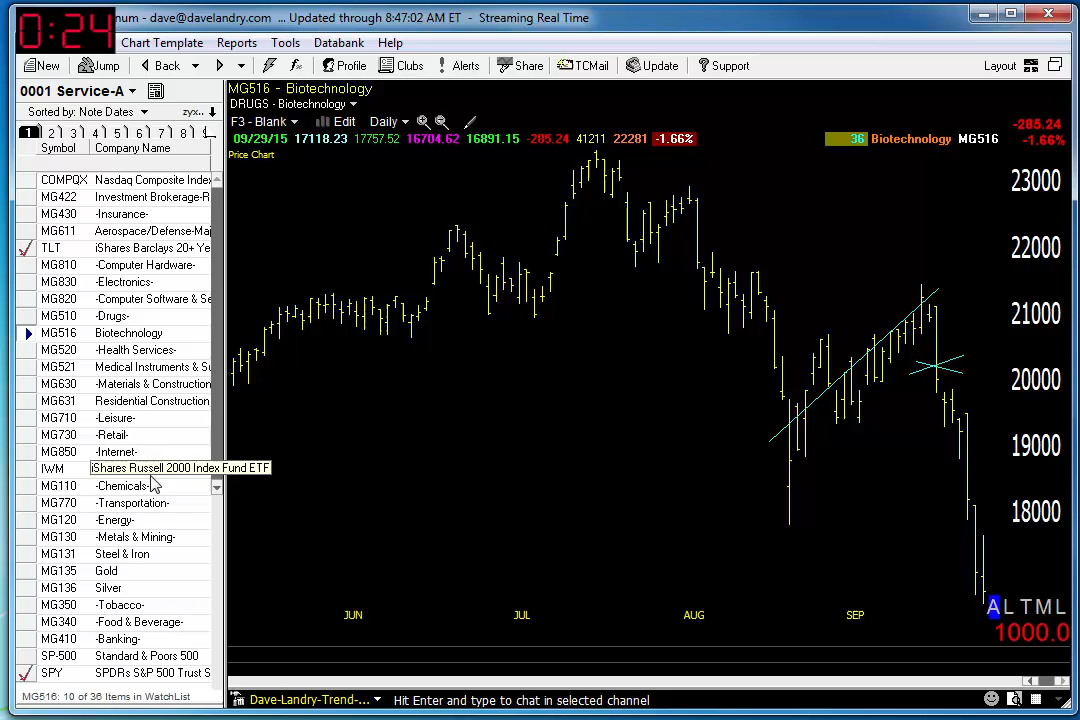 0:24
num - dave@davelandry.com ... Updated through 8:47:02 AM ET - Streaming Real Time
Chart Template Reports Tools Databank Help
New Jump Back Profile Clubs Alerts Share TCMail Update Support Layout
0001 Service-A
Sorted by: Note Dates zyx..
1 2 3 4 5 6 7 8
Symbol Company Name
COMPQX Nasdaq Composite Index
MG422 Investment Brokerage-R
MG430 -Insurance-
MG611 Aerospace/Defense-Maj
TLT iShares Barclays 20+ Ye
MG810 -Computer Hardware-
MG830 -Electronics-
MG820 -Computer Software & Se
MG510 -Drugs-
MG516 Biotechnology
MG520 -Health Services-
MG521 Medical Instruments & Su
MG630 -Materials & Construction
MG631 Residential Construction
MG710 -Leisure-
MG730 -Retail-
MG850 -Internet-
IWM iShares Russell 2000 Index Fund ETF
MG110 -Chemicals-
MG770 -Transportation-
MG120 -Energy-
MG130 -Metals & Mining-
MG131 Steel & Iron
MG135 Gold
MG136 Silver
MG350 -Tobacco-
MG340 -Food & Beverage-
MG410 -Banking-
SP-500 Standard & Poors 500
SPY SPDRs S&P 500 Trust S
MG516: 10 of 36 Items in WatchList
MG516 - Biotechnology
DRUGS - Biotechnology
F3 - Blank Edit Daily
09/29/15 17118.23 17757.52 16704.62 16891.15 -285.24 41211 22281 -1.66%
36 Biotechnology MG516
-285.24
-1.66%
Price Chart
23000
22000
21000
20000
19000
18000
A L T M L
1000.0
JUN JUL AUG SEP
Dave-Landry-Trend-... Hit Enter and type to chat in selected channel